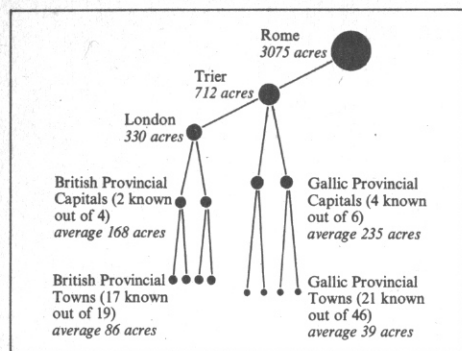 Rome
3075 acres
Trier
712 acres
London
330 acres
British Provincial
Capitals (2 known
out of 4)
average 168 acres
Gallic Provincial
Capitals (4 known
out of 6)
average 235 acres
British Provincial
Towns (17 known
out of 19)
average 86 acres
Gallic Provincial
Towns (21 known
out of 46)
average 39 acres